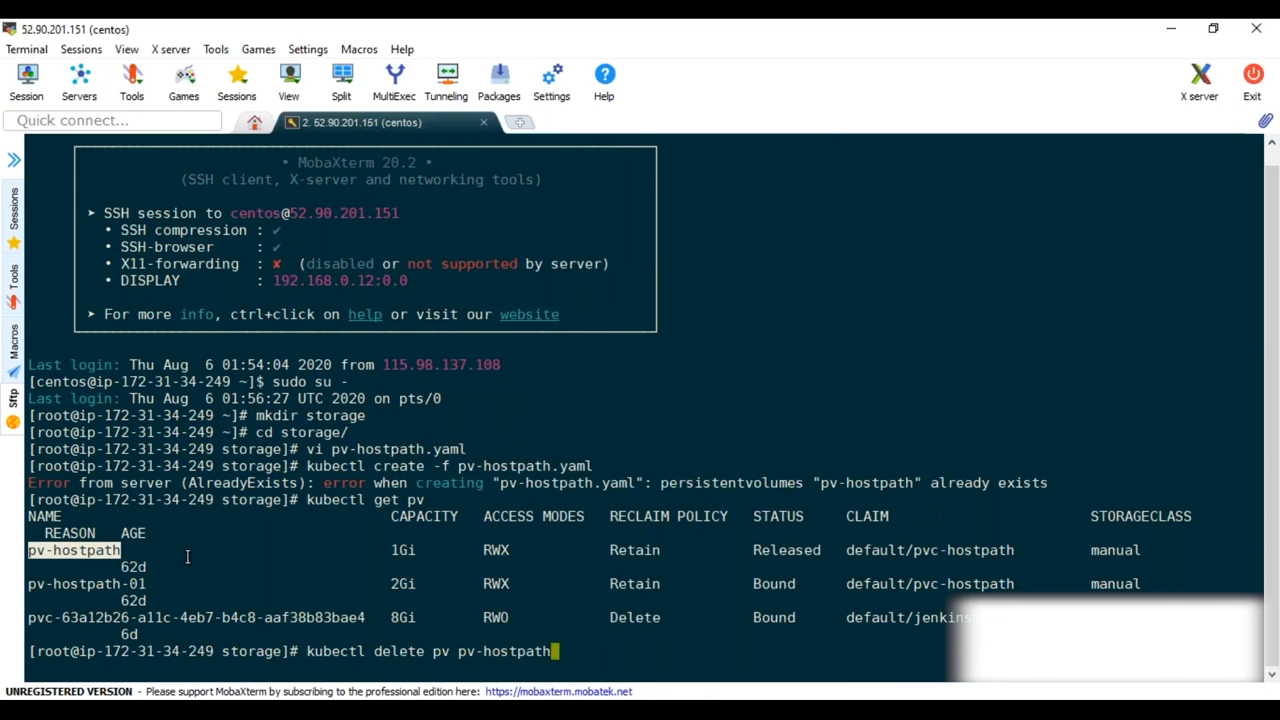 52.90.201.151 (centos)
Terminal Sessions View X server Tools Games Settings Macros Help
Session Servers Tools Games Sessions View Split MultiExec Tunneling Packages Settings Help X server Exit
Quick connect...
2. 52.90.201.151 (centos)
Sessions
Tools
Macros
Sftp
• MobaXterm 20.2 •
(SSH client, X-server and networking tools)
➤ SSH session to centos@52.90.201.151
• SSH compression : ✔
• SSH-browser : ✔
• X11-forwarding : ✘ (disabled or not supported by server)
• DISPLAY : 192.168.0.12:0.0
➤ For more info, ctrl+click on help or visit our website
Last login: Thu Aug 6 01:54:04 2020 from 115.98.137.108
[centos@ip-172-31-34-249 ~]$ sudo su -
Last login: Thu Aug 6 01:56:27 UTC 2020 on pts/0
[root@ip-172-31-34-249 ~]# mkdir storage
[root@ip-172-31-34-249 ~]# cd storage/
[root@ip-172-31-34-249 storage]# vi pv-hostpath.yaml
[root@ip-172-31-34-249 storage]# kubectl create -f pv-hostpath.yaml
Error from server (AlreadyExists): error when creating "pv-hostpath.yaml": persistentvolumes "pv-hostpath" already exists
[root@ip-172-31-34-249 storage]# kubectl get pv
NAME CAPACITY ACCESS MODES RECLAIM POLICY STATUS CLAIM STORAGECLASS
REASON AGE
pv-hostpath 1Gi RWX Retain Released default/pvc-hostpath manual
62d
pv-hostpath-01 2Gi RWX Retain Bound default/pvc-hostpath manual
62d
pvc-63a12b26-a11c-4eb7-b4c8-aaf38b83bae4 8Gi RWO Delete Bound default/jenkins
6d
[root@ip-172-31-34-249 storage]# kubectl delete pv pv-hostpath
UNREGISTERED VERSION - Please support MobaXterm by subscribing to the professional edition here: https://mobaxterm.mobatek.net